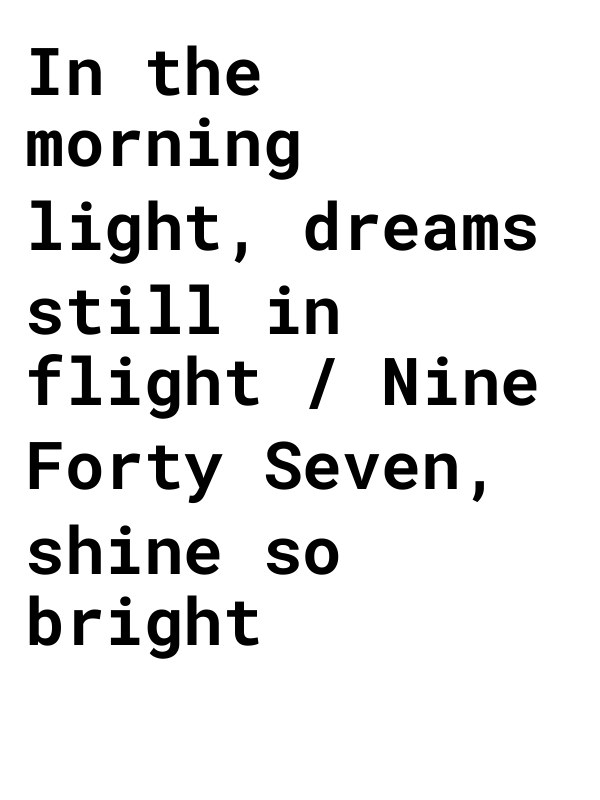 In the
morning
light, dreams
still in
flight / Nine
Forty Seven,
shine so
bright